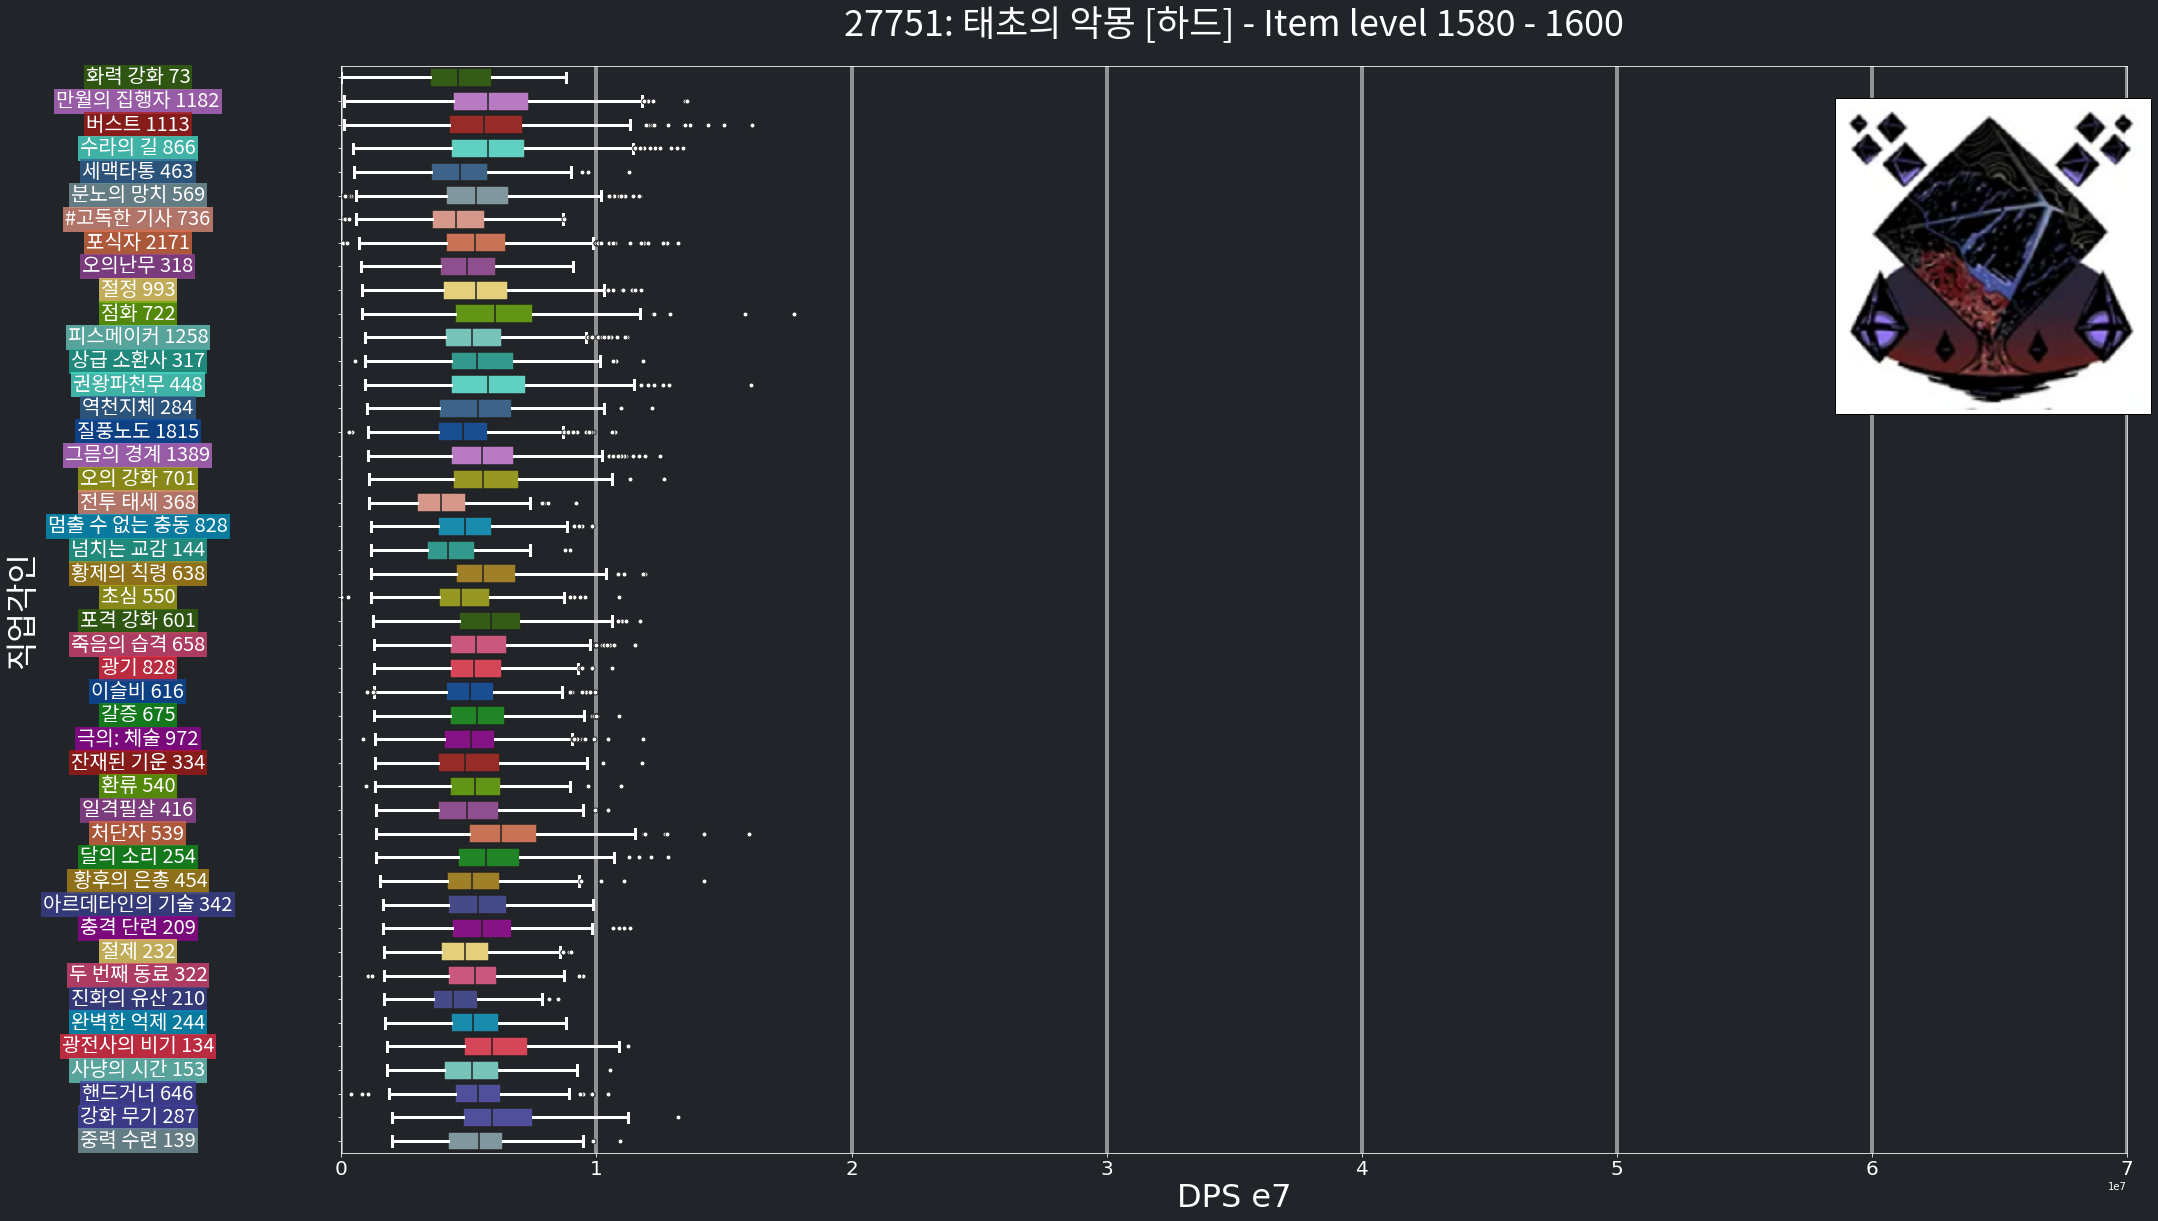 27751: 태초의 악몽 [하드] - Item level 1580 - 1600
직업각인
화력 강화 73
만월의 집행자 1182
버스트 1113
수라의 길 866
세맥타통 463
분노의 망치 569
#고독한 기사 736
포식자 2171
오의난무 318
절정 993
점화 722
피스메이커 1258
상급 소환사 317
권왕파천무 448
역천지체 284
질풍노도 1815
그믐의 경계 1389
오의 강화 701
전투 태세 368
멈출 수 없는 충동 828
넘치는 교감 144
황제의 칙령 638
초심 550
포격 강화 601
죽음의 습격 658
광기 828
이슬비 616
갈증 675
극의: 체술 972
잔재된 기운 334
환류 540
일격필살 416
처단자 539
달의 소리 254
황후의 은총 454
아르데타인의 기술 342
충격 단련 209
절제 232
두 번째 동료 322
진화의 유산 210
완벽한 억제 244
광전사의 비기 134
사냥의 시간 153
핸드거너 646
강화 무기 287
중력 수련 139
0 1 2 3 4 5 6 7
1e7
DPS e7